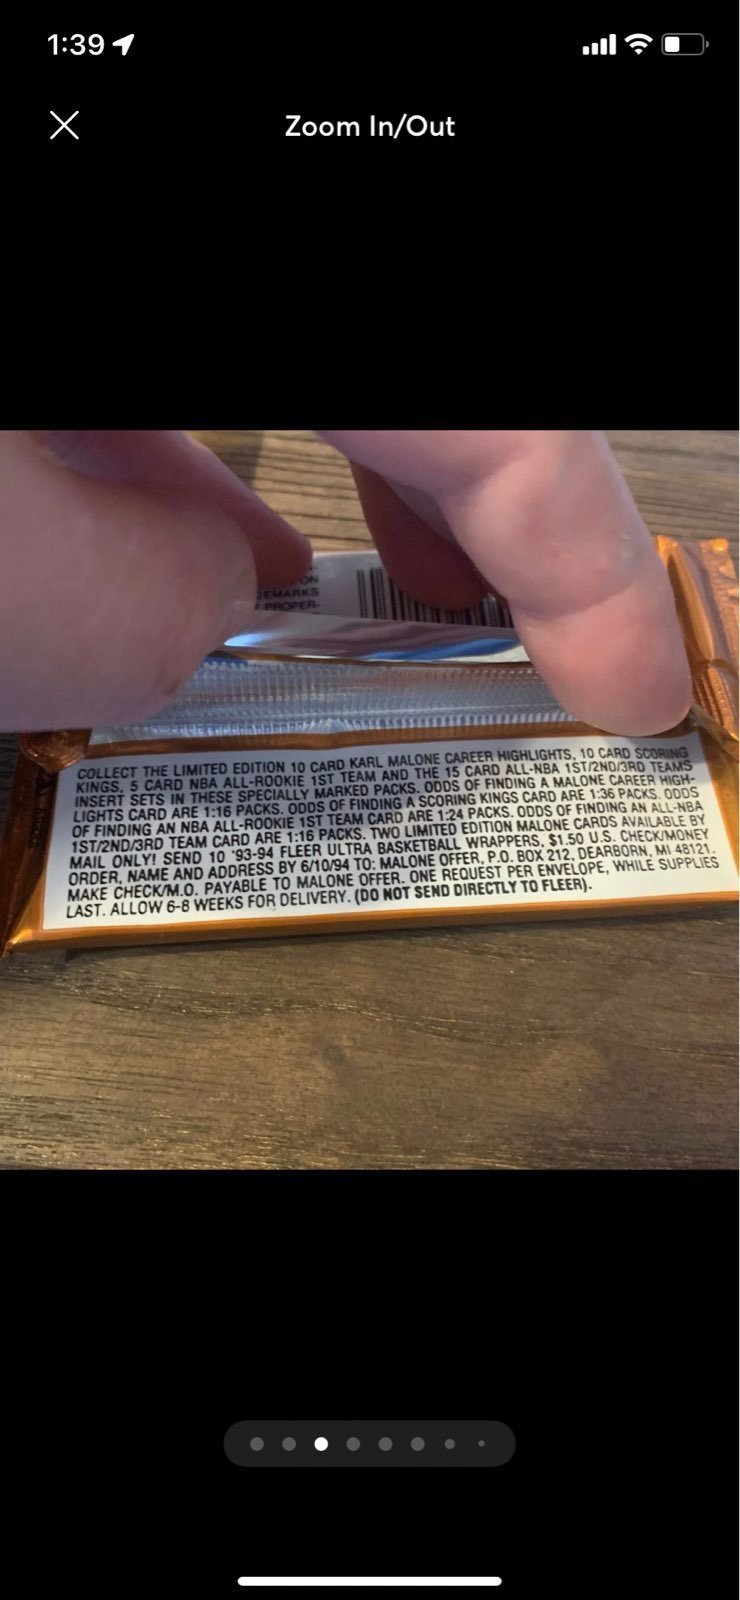 1:39
Zoom In/Out
ON
DEMARKS
PROPER-
COLLECT THE LIMITED EDITION 10 CARD KARL MALONE CAREER HIGHLIGHTS, 10 CARD SCORING
KINGS, 5 CARD NBA ALL-ROOKIE 1ST TEAM AND THE 15 CARD ALL-NBA 1ST/2ND/3RD TEAMS
INSERT SETS IN THESE SPECIALLY MARKED PACKS. ODDS OF FINDING A MALONE CAREER HIGH-
LIGHTS CARD ARE 1:16 PACKS. ODDS OF FINDING A SCORING KINGS CARD ARE 1:36 PACKS. ODDS
OF FINDING AN NBA ALL-ROOKIE 1ST TEAM CARD ARE 1:24 PACKS. ODDS OF FINDING AN ALL-NBA
1ST/2ND/3RD TEAM CARD ARE 1:16 PACKS. TWO LIMITED EDITION MALONE CARDS AVAILABLE BY
MAIL ONLY! SEND 10 '93-94 FLEER ULTRA BASKETBALL WRAPPERS, $1.50 U.S. CHECK/MONEY
ORDER, NAME AND ADDRESS BY 6/10/94 TO: MALONE OFFER, P.O. BOX 212, DEARBORN, MI 48121.
MAKE CHECK/M.O. PAYABLE TO MALONE OFFER. ONE REQUEST PER ENVELOPE, WHILE SUPPLIES
LAST. ALLOW 6-8 WEEKS FOR DELIVERY. (DO NOT SEND DIRECTLY TO FLEER).